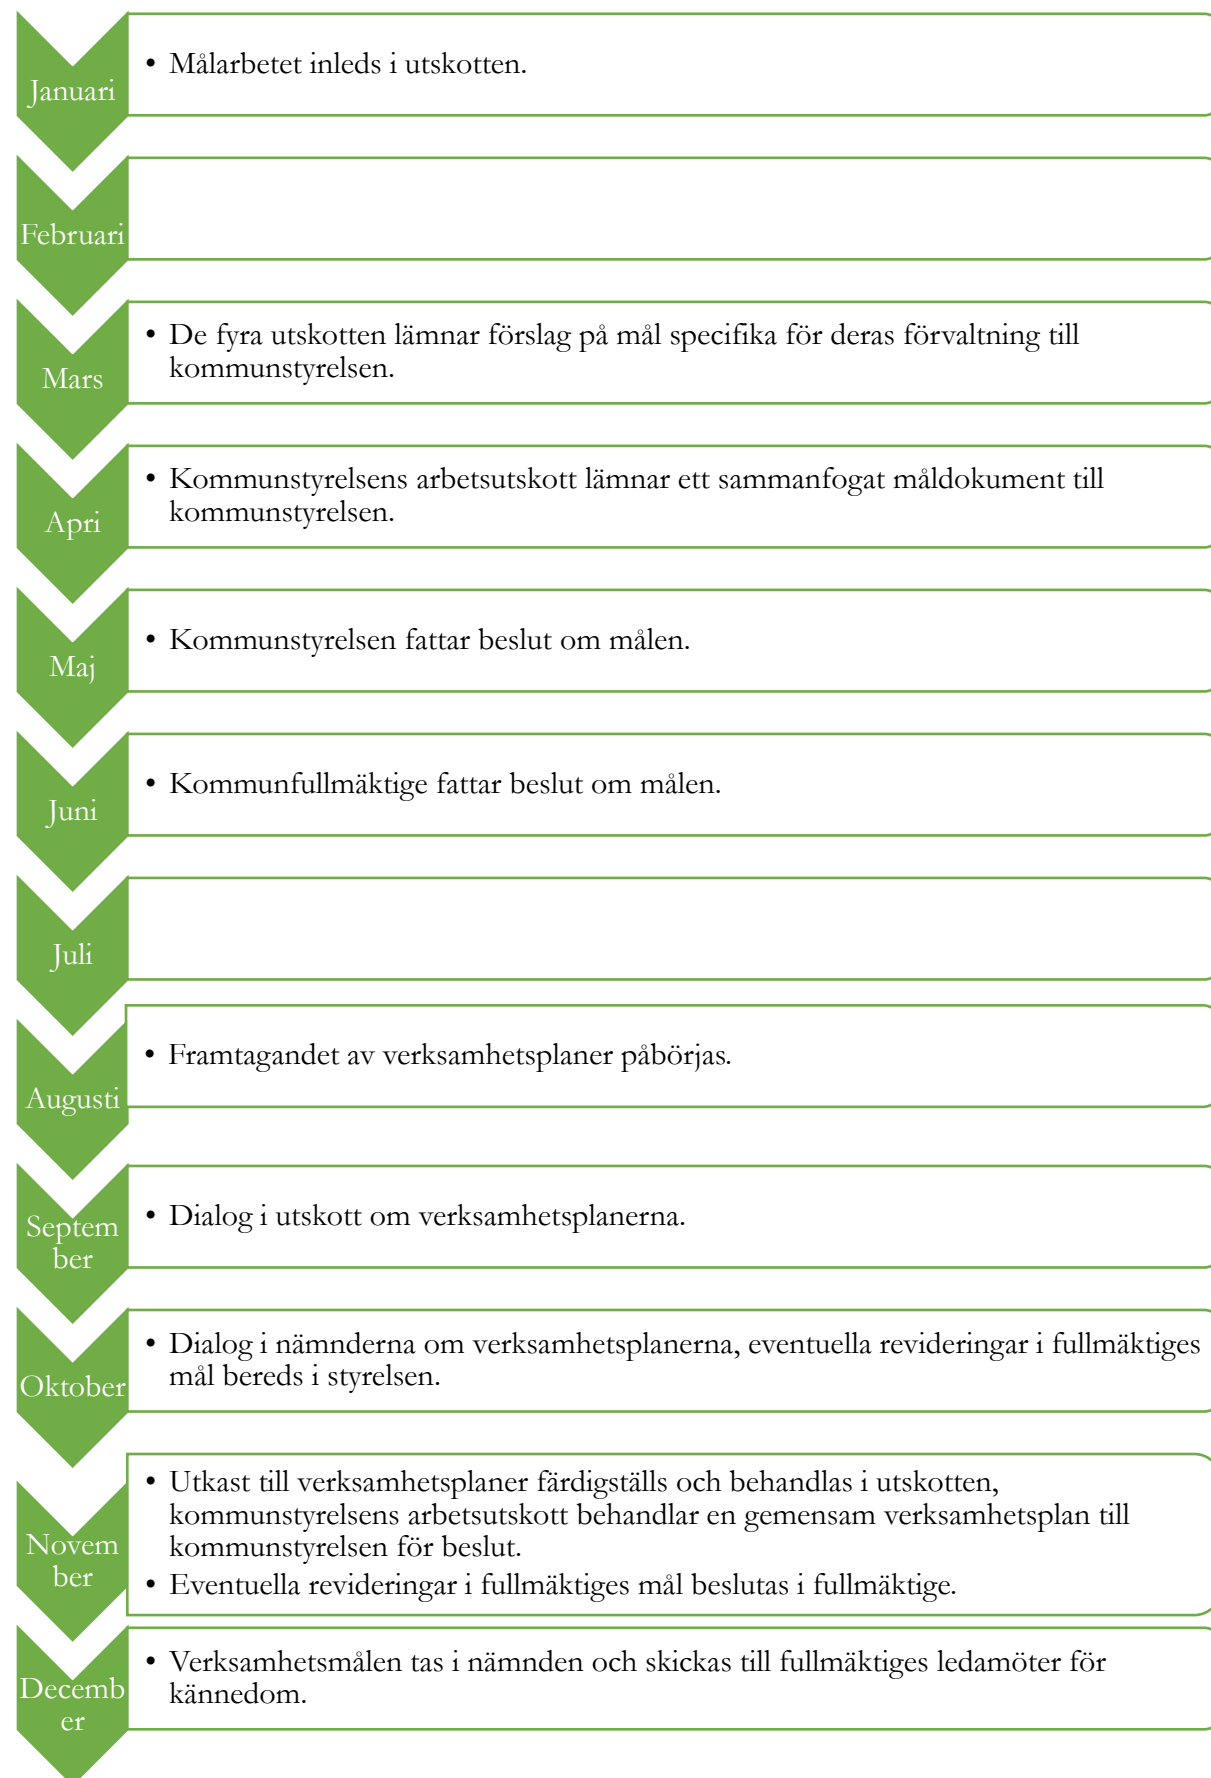 Januari
• Målarbetet inleds i utskotten.
Februari
Mars
• De fyra utskotten lämnar förslag på mål specifika för deras förvaltning till
kommunstyrelsen.
Apri
• Kommunstyrelsens arbetsutskott lämnar ett sammanfogat måldokument till
kommunstyrelsen.
Maj
• Kommunstyrelsen fattar beslut om målen.
Juni
• Kommunfullmäktige fattar beslut om målen.
Juli
Augusti
• Framtagandet av verksamhetsplaner påbörjas.
Septem
ber
• Dialog i utskott om verksamhetsplanerna.
Oktober
• Dialog i nämnderna om verksamhetsplanerna, eventuella revideringar i fullmäktiges
mål bereds i styrelsen.
Novem
ber
• Utkast till verksamhetsplaner färdigställs och behandlas i utskotten,
kommunstyrelsens arbetsutskott behandlar en gemensam verksamhetsplan till
kommunstyrelsen för beslut.
• Eventuella revideringar i fullmäktiges mål beslutas i fullmäktige.
Decemb
er
• Verksamhetsmålen tas i nämnden och skickas till fullmäktiges ledamöter för
kännedom.